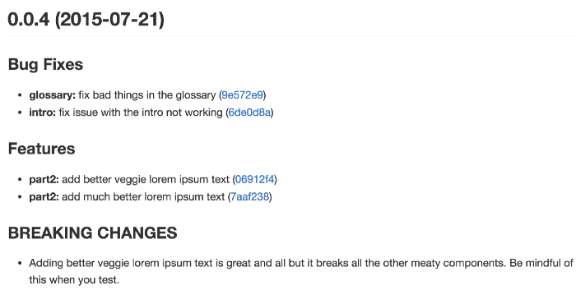 0.0.4 (2015-07-21)
Bug Fixes
• glossary: fix bad things in the glossary (9e572e9)
• intro: fix issue with the intro not working (6de0d8a)
Features
• part2: add better veggie lorem ipsum text (06912f4)
• part2: add much better lorem ipsum text (7aaf238)
BREAKING CHANGES
• Adding better veggie lorem ipsum text is great and all but it breaks all the other meaty components. Be mindful of
this when you test.